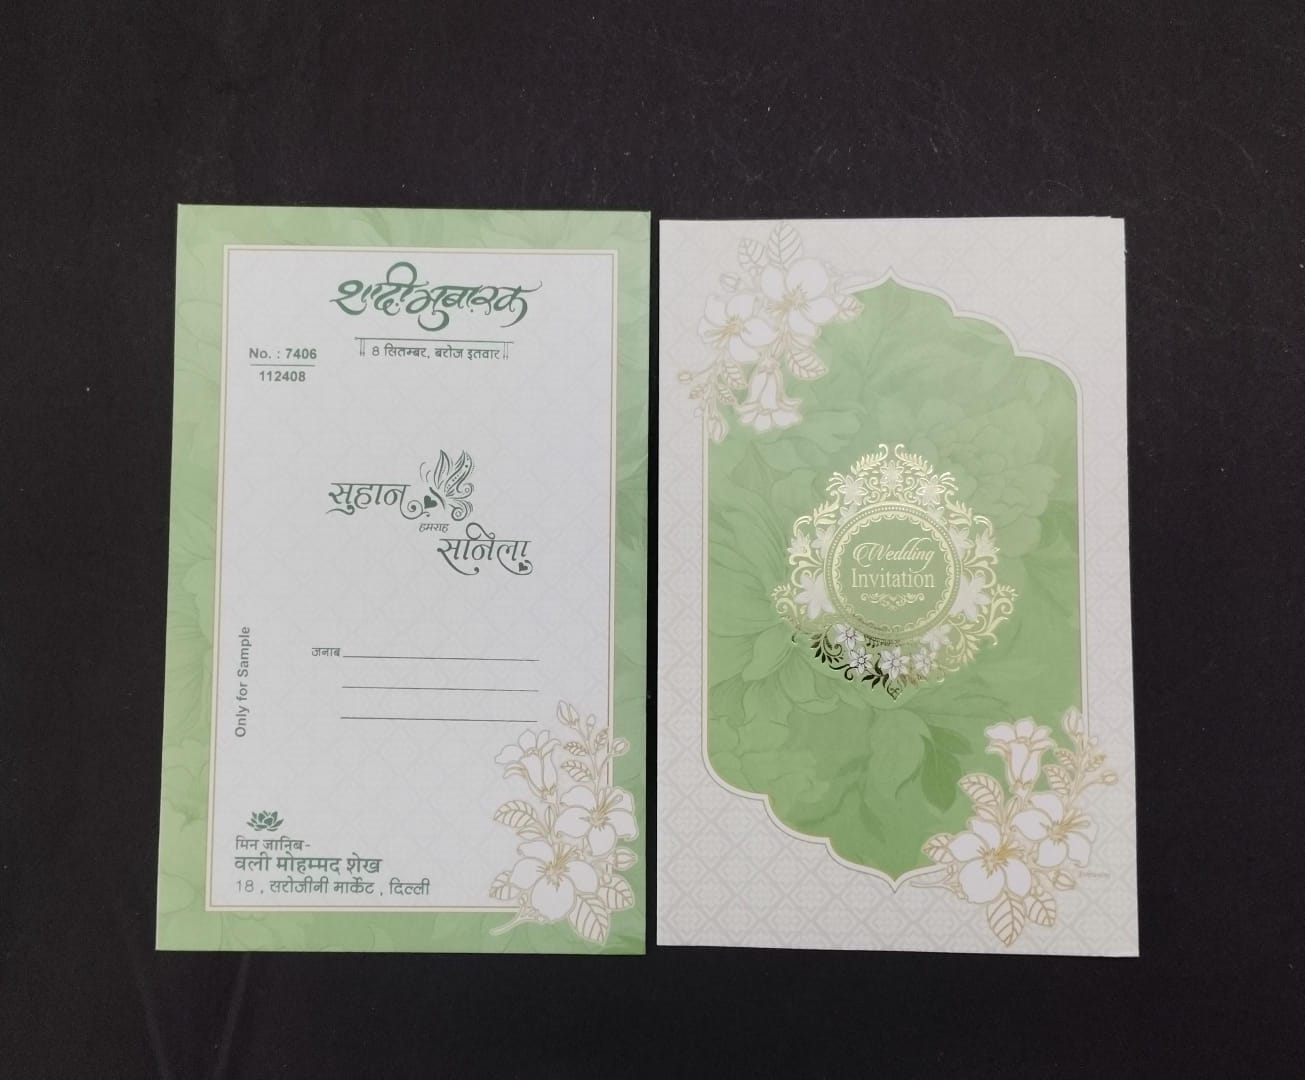 शादी मुबारक
8 सितम्बर, बरोज इतवार
No. : 7406
112408
सुहान
हमराह
सनिला
जनाब
Only for Sample
मिन जानिब-
वली मोहम्मद शेख
18 , सरोजीनी मार्केट , दिल्ली
Wedding
Invitation